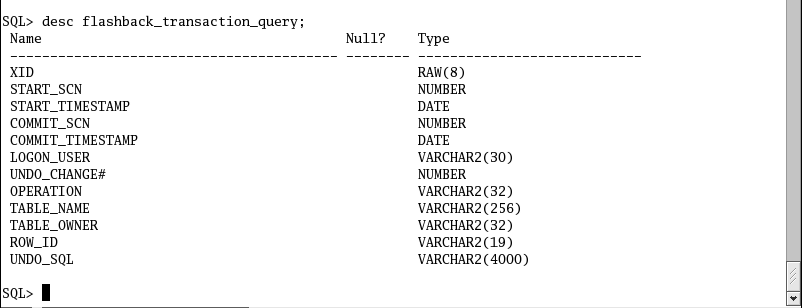 SQL> desc flashback_transaction_query;
Name Null? Type
----------------------------------------- -------- ----------------------------
XID RAW(8)
START_SCN NUMBER
START_TIMESTAMP DATE
COMMIT_SCN NUMBER
COMMIT_TIMESTAMP DATE
LOGON_USER VARCHAR2(30)
UNDO_CHANGE# NUMBER
OPERATION VARCHAR2(32)
TABLE_NAME VARCHAR2(256)
TABLE_OWNER VARCHAR2(32)
ROW_ID VARCHAR2(19)
UNDO_SQL VARCHAR2(4000)
SQL>